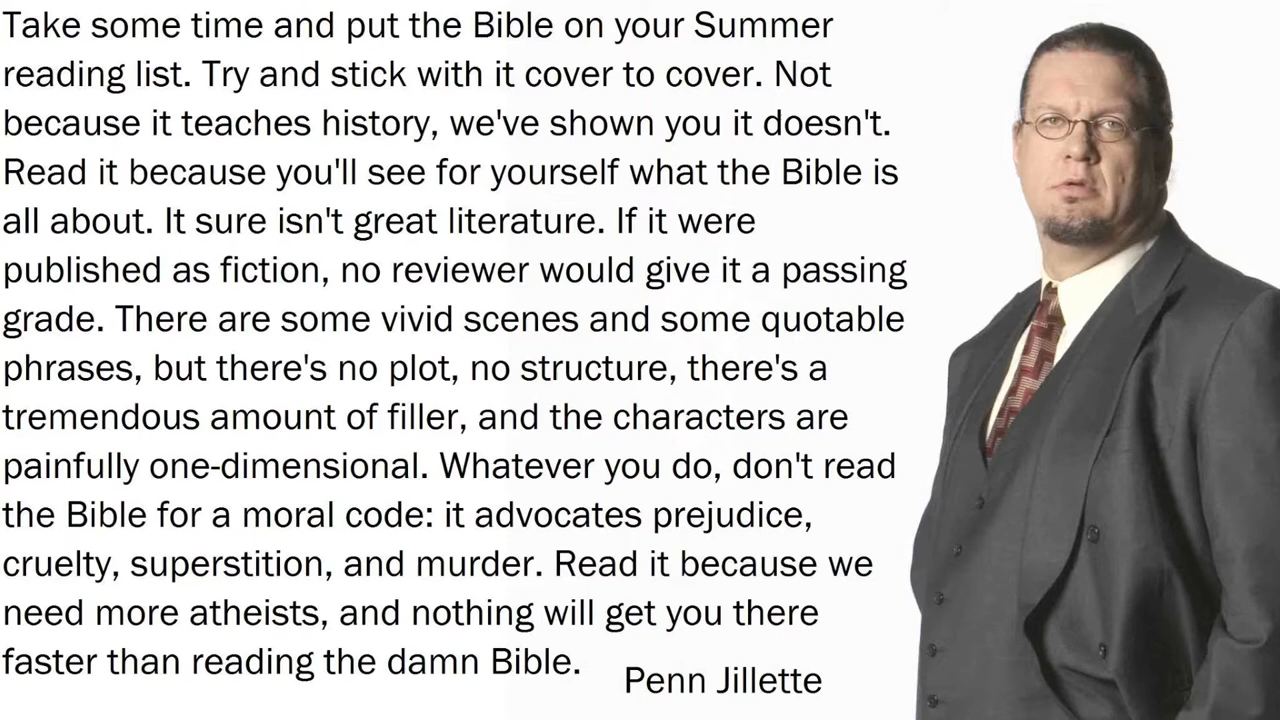 Take some time and put the Bible on your Summer
reading list. Try and stick with it cover to cover. Not
because it teaches history, we've shown you it doesn't.
Read it because you'll see for yourself what the Bible is
all about. It sure isn't great literature. If it were
published as fiction, no reviewer would give it a passing
grade. There are some vivid scenes and some quotable
phrases, but there's no plot, no structure, there's a
tremendous amount of filler, and the characters are
painfully one-dimensional. Whatever you do, don't read
the Bible for a moral code: it advocates prejudice,
cruelty, superstition, and murder. Read it because we
need more atheists, and nothing will get you there
faster than reading the damn Bible.
Penn Jillette